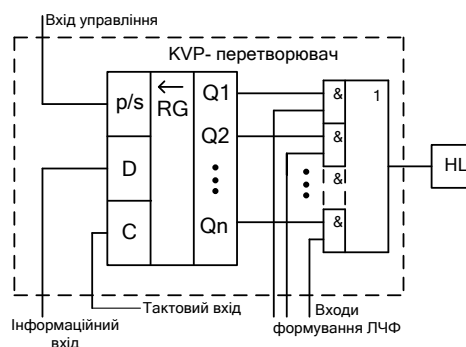 Вхід управління
KVP- перетворювач
p/s
RG
Q1
&
1
Q2
&
D
&
HL
C
Qn
&
Тактовий вхід
Входи
формування ЛЧФ
Інформаційний
вхід